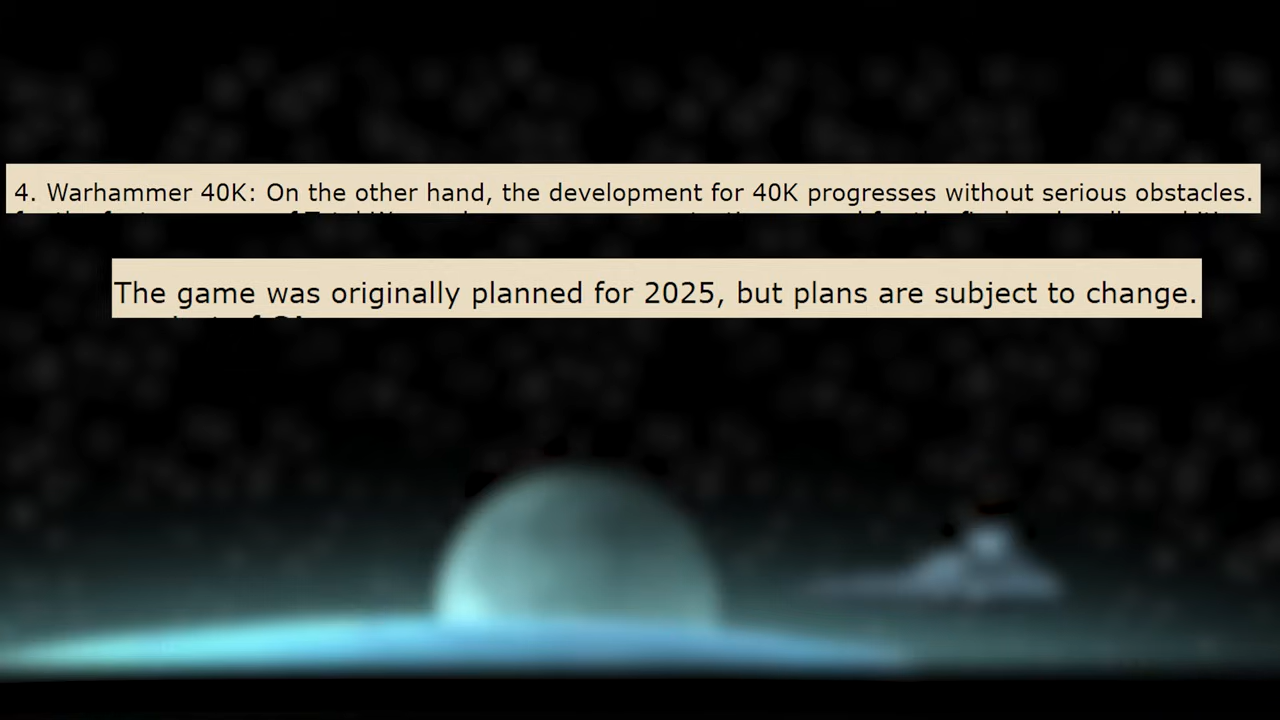 4. Warhammer 40K: On the other hand, the development for 40K progresses without serious obstacles.
The game was originally planned for 2025, but plans are subject to change.